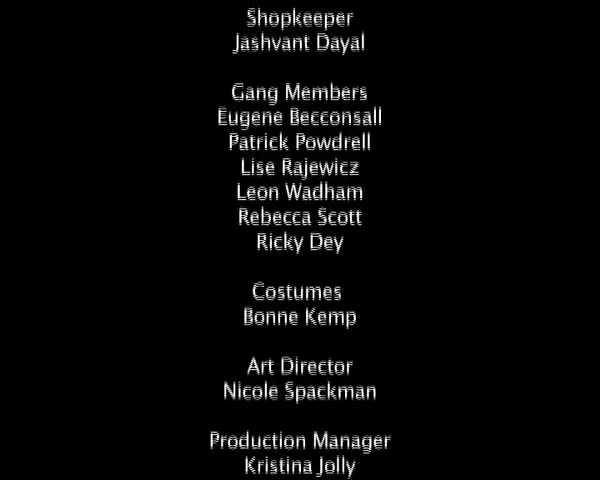 Shopkeeper
Jashvant Dayal
Gang Members
Eugene Becconsall
Patrick Powdrell
Lise Rajewicz
Leon Wadham
Rebecca Scott
Ricky Dey
Costumes
Bonne Kemp
Art Director
Nicole Spackman
Production Manager
Kristina Jolly